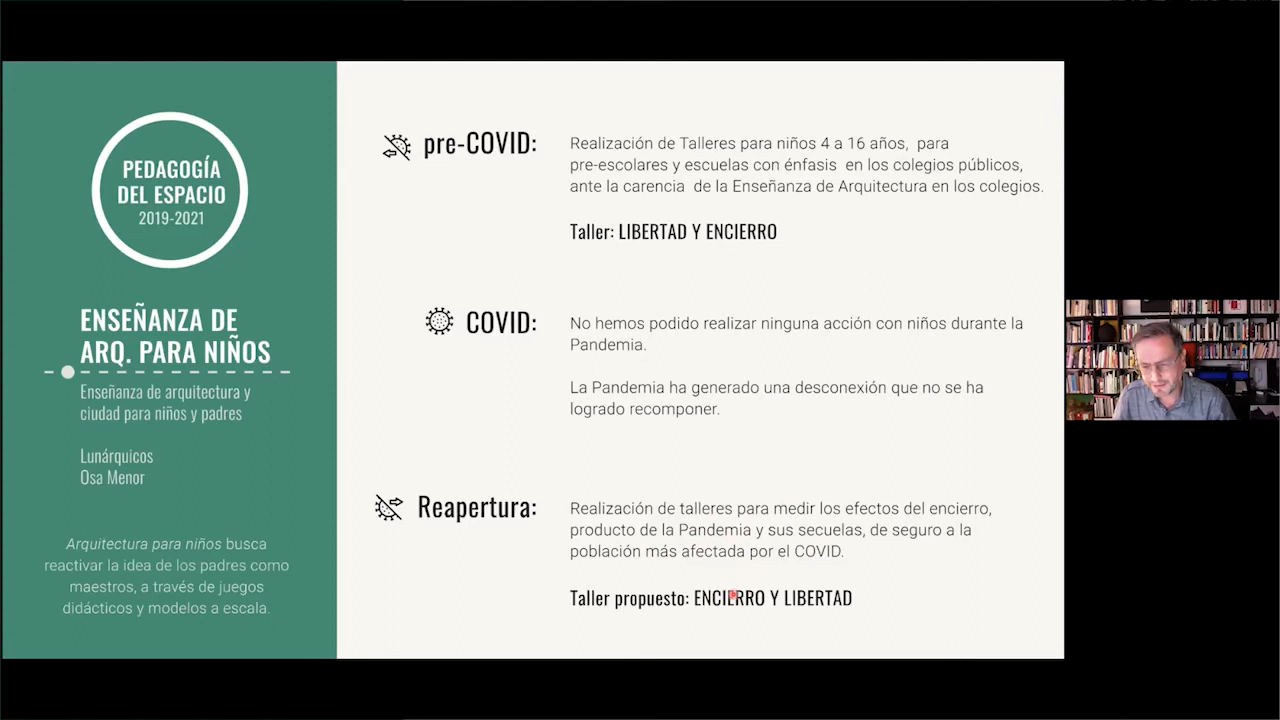 PEDAGOGÍA
DEL ESPACIO
2019-2021
ENSEÑANZA DE
ARQ. PARA NIÑOS
Enseñanza de arquitectura y
ciudad para niños y padres
Lunárquicos
Osa Menor
Arquitectura para niños busca
reactivar la idea de los padres como
maestros, a través de juegos
didácticos y modelos a escala.
pre-COVID:
Realización de Talleres para niños 4 a 16 años, para
pre-escolares y escuelas con énfasis en los colegios públicos,
ante la carencia de la Enseñanza de Arquitectura en los colegios.
Taller: LIBERTAD Y ENCIERRO
COVID:
No hemos podido realizar ninguna acción con niños durante la
Pandemia.
La Pandemia ha generado una desconexión que no se ha
logrado recomponer.
Reapertura:
Realización de talleres para medir los efectos del encierro,
producto de la Pandemia y sus secuelas, de seguro a la
población más afectada por el COVID.
Taller propuesto: ENCIERRO Y LIBERTAD